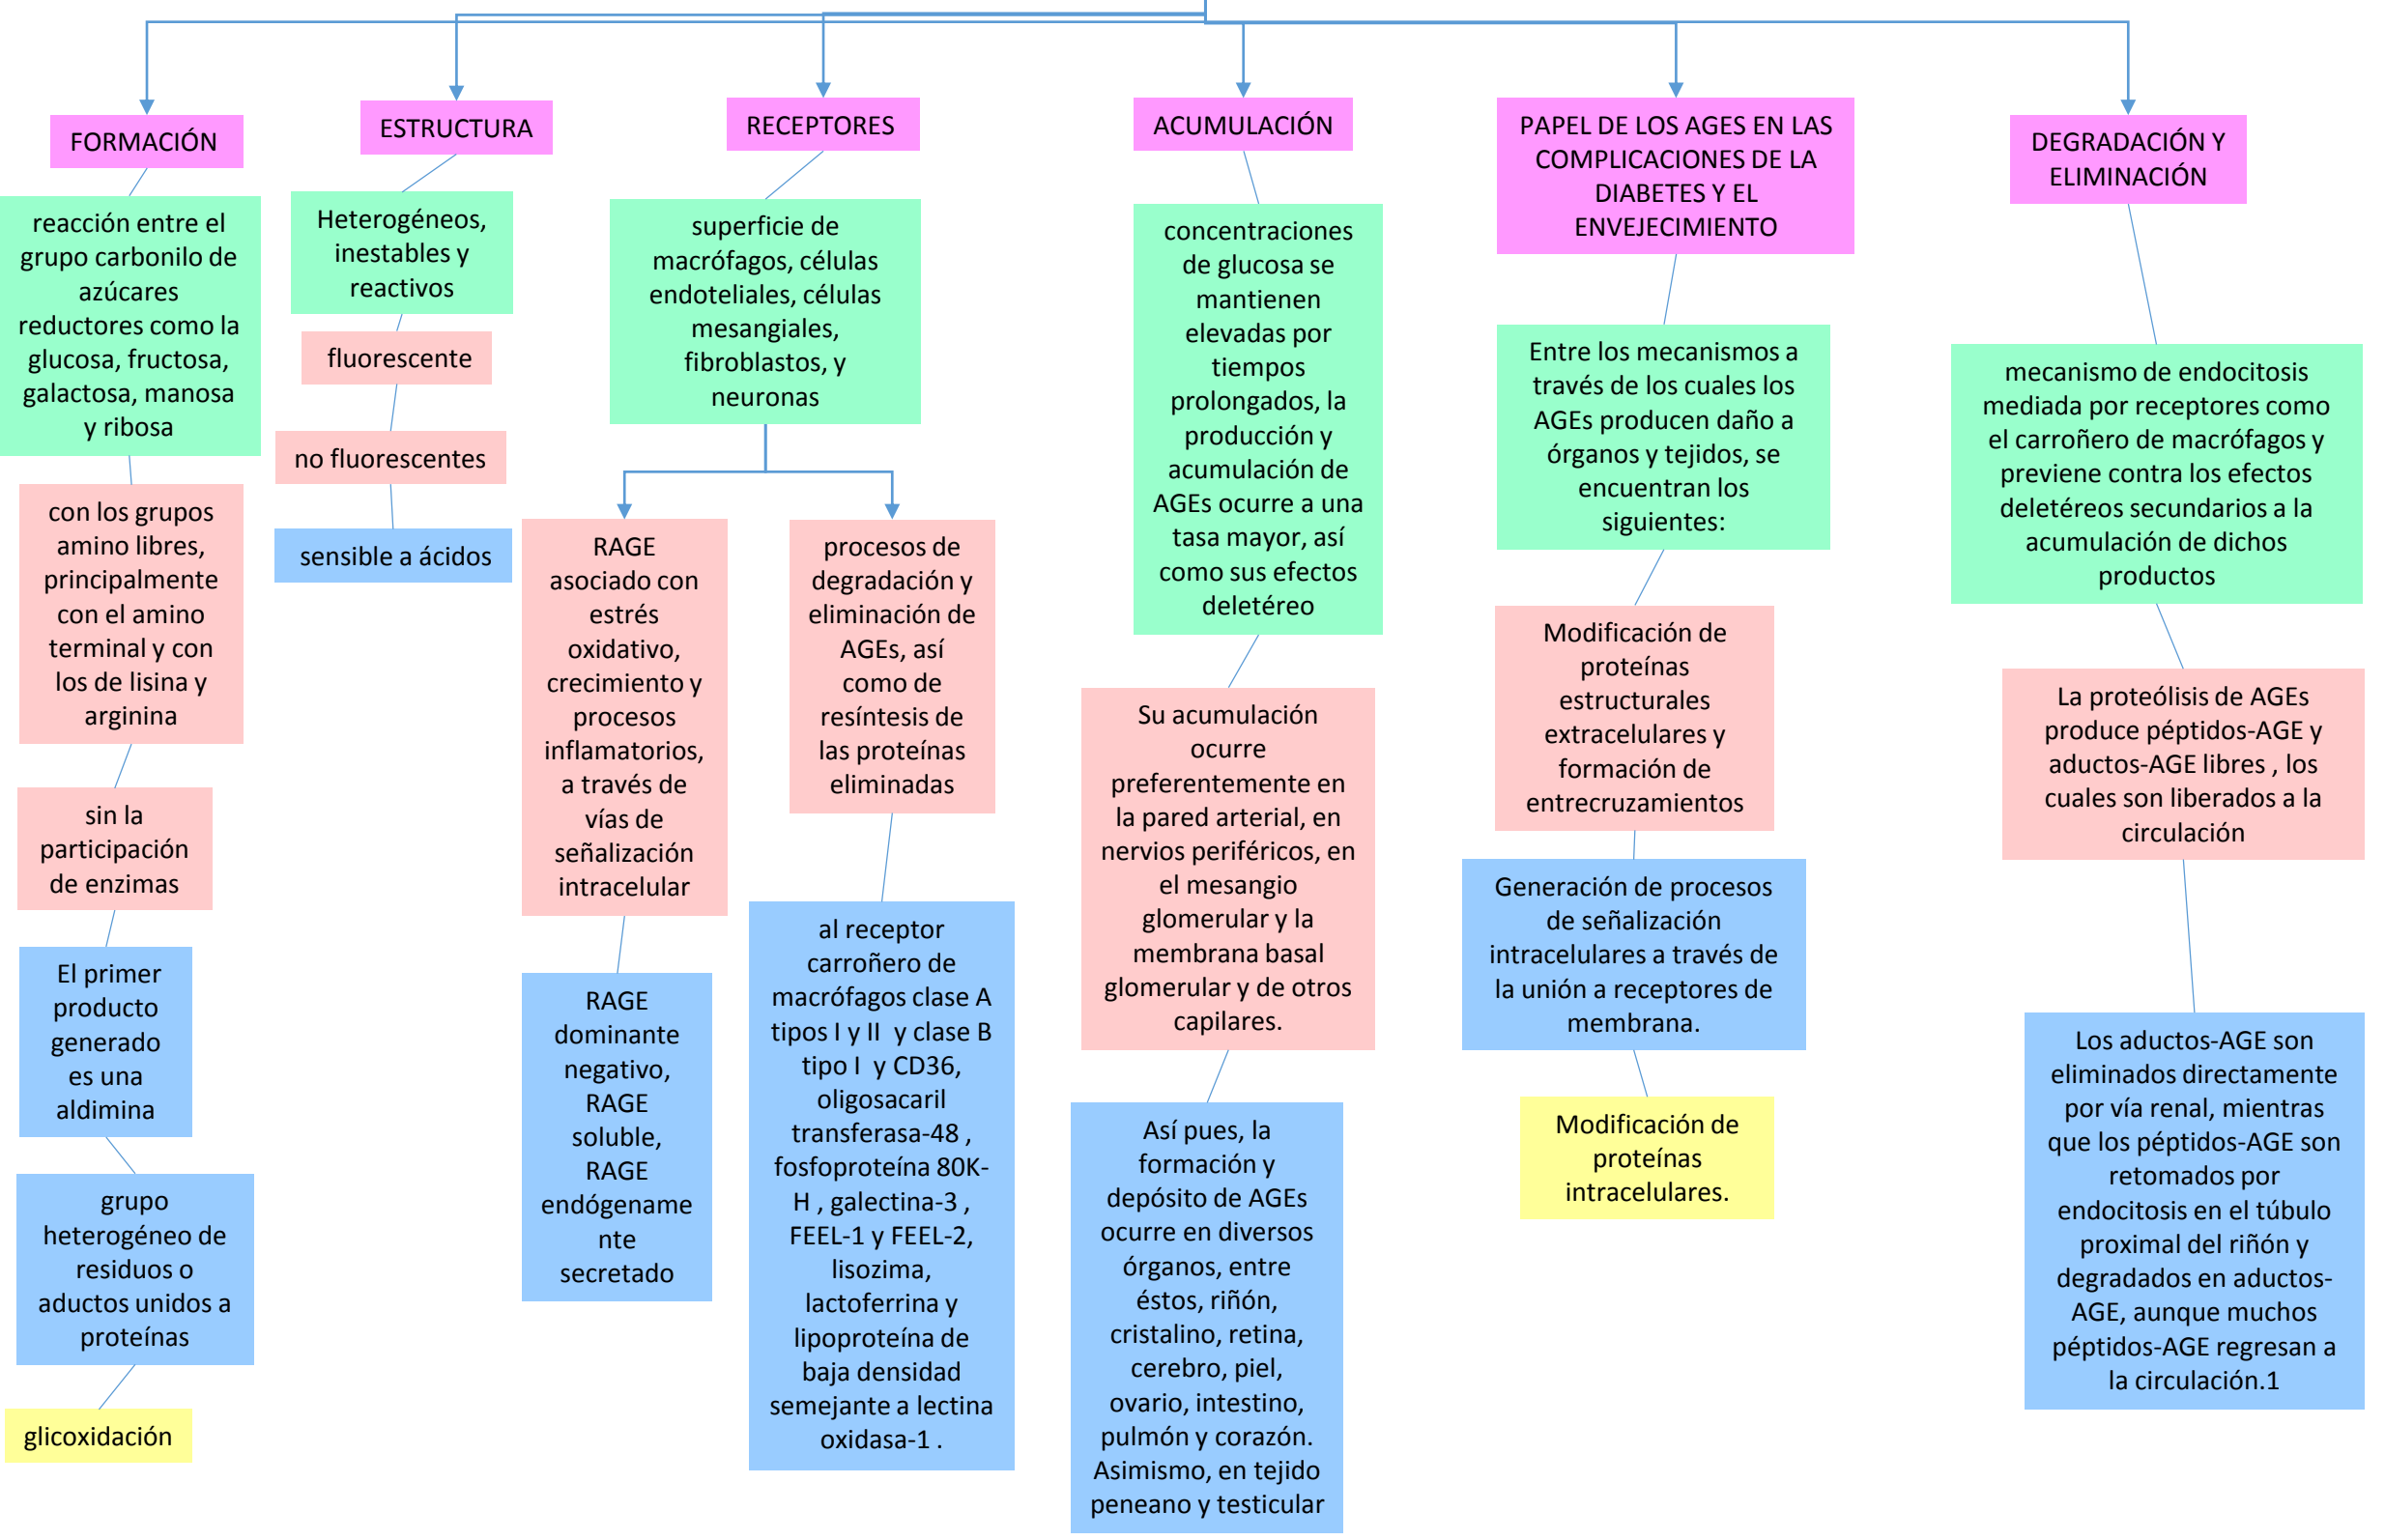 FORMACIÓN
reacción entre el
grupo carbonilo de
azúcares
reductores como la
glucosa, fructosa,
galactosa, manosa
y ribosa
con los grupos
amino libres,
principalmente
con el amino
terminal y con
los de lisina y
arginina
sin la
participación
de enzimas
El primer
producto
generado
es una
aldimina
grupo
heterogéneo de
residuos o
aductos unidos a
proteínas
glicoxidación
ESTRUCTURA
Heterogéneos,
inestables y
reactivos
fluorescente
no fluorescentes
sensible a ácidos
RECEPTORES
superficie de
macrófagos, células
endoteliales, células
mesangiales,
fibroblastos, y
neuronas
RAGE
asociado con
estrés
oxidativo,
crecimiento y
procesos
inflamatorios,
a través de
vías de
señalización
intracelular
RAGE
dominante
negativo,
RAGE
soluble,
RAGE
endógename
nte
secretado
procesos de
degradación y
eliminación de
AGEs, así
como de
resíntesis de
las proteínas
eliminadas
al receptor
carroñero de
macrófagos clase A
tipos I y II  y clase B
tipo I  y CD36,
oligosacaril
transferasa-48 ,
fosfoproteína 80K-
H , galectina-3 ,
FEEL-1 y FEEL-2,
lisozima,
lactoferrina y
lipoproteína de
baja densidad
semejante a lectina
oxidasa-1 .
ACUMULACIÓN
concentraciones
de glucosa se
mantienen
elevadas por
tiempos
prolongados, la
producción y
acumulación de
AGEs ocurre a una
tasa mayor, así
como sus efectos
deletéreo
Su acumulación
ocurre
preferentemente en
la pared arterial, en
nervios periféricos, en
el mesangio
glomerular y la
membrana basal
glomerular y de otros
capilares.
Así pues, la
formación y
depósito de AGEs
ocurre en diversos
órganos, entre
éstos, riñón,
cristalino, retina,
cerebro, piel,
ovario, intestino,
pulmón y corazón.
Asimismo, en tejido
peneano y testicular
PAPEL DE LOS AGES EN LAS
COMPLICACIONES DE LA
DIABETES Y EL
ENVEJECIMIENTO
Entre los mecanismos a
través de los cuales los
AGEs producen daño a
órganos y tejidos, se
encuentran los
siguientes:
Modificación de
proteínas
estructurales
extracelulares y
formación de
entrecruzamientos
Generación de procesos
de señalización
intracelulares a través de
la unión a receptores de
membrana.
Modificación de
proteínas
intracelulares.
DEGRADACIÓN Y
ELIMINACIÓN
mecanismo de endocitosis
mediada por receptores como
el carroñero de macrófagos y
previene contra los efectos
deletéreos secundarios a la
acumulación de dichos
productos
La proteólisis de AGEs
produce péptidos-AGE y
aductos-AGE libres , los
cuales son liberados a la
circulación
Los aductos-AGE son
eliminados directamente
por vía renal, mientras
que los péptidos-AGE son
retomados por
endocitosis en el túbulo
proximal del riñón y
degradados en aductos-
AGE, aunque muchos
péptidos-AGE regresan a
la circulación.1